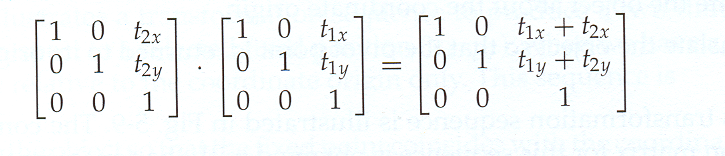 [1 0 t2x] [1 0 t1x] [1 0 t1x + t2x]
[0 1 t2y] · [0 1 t1y] = [0 1 t1y + t2y]
[0 0 1] [0 0 1] [0 0 1]